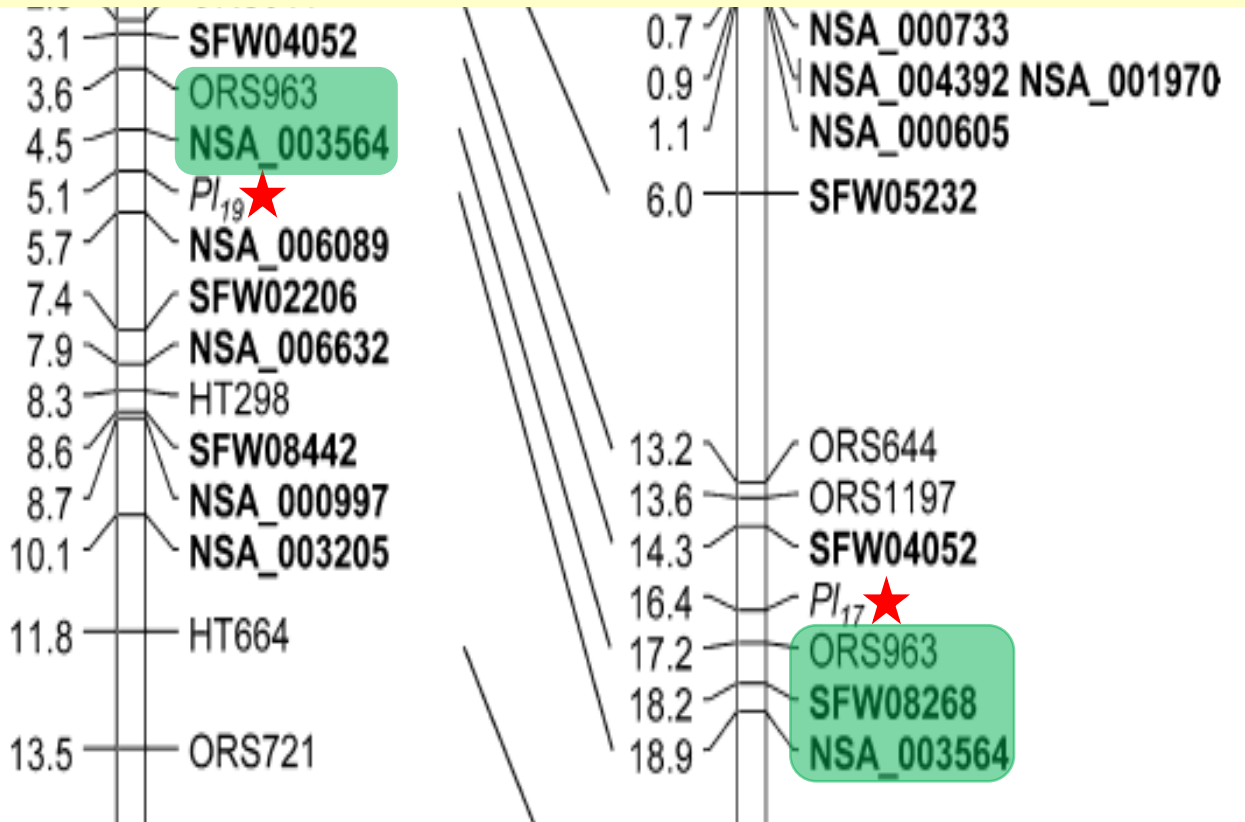 3.1 SFW04052
3.6 ORS963
4.5 NSA_003564
5.1 Pl19
5.7 NSA_006089
7.4 SFW02206
7.9 NSA_006632
8.3 HT298
8.6 SFW08442
8.7 NSA_000997
10.1 NSA_003205
11.8 HT664
13.5 ORS721
0.7 NSA_000733
0.9 NSA_004392 NSA_001970
1.1 NSA_000605
6.0 SFW05232
13.2 ORS644
13.6 ORS1197
14.3 SFW04052
16.4 Pl17
17.2 ORS963
18.2 SFW08268
18.9 NSA_003564